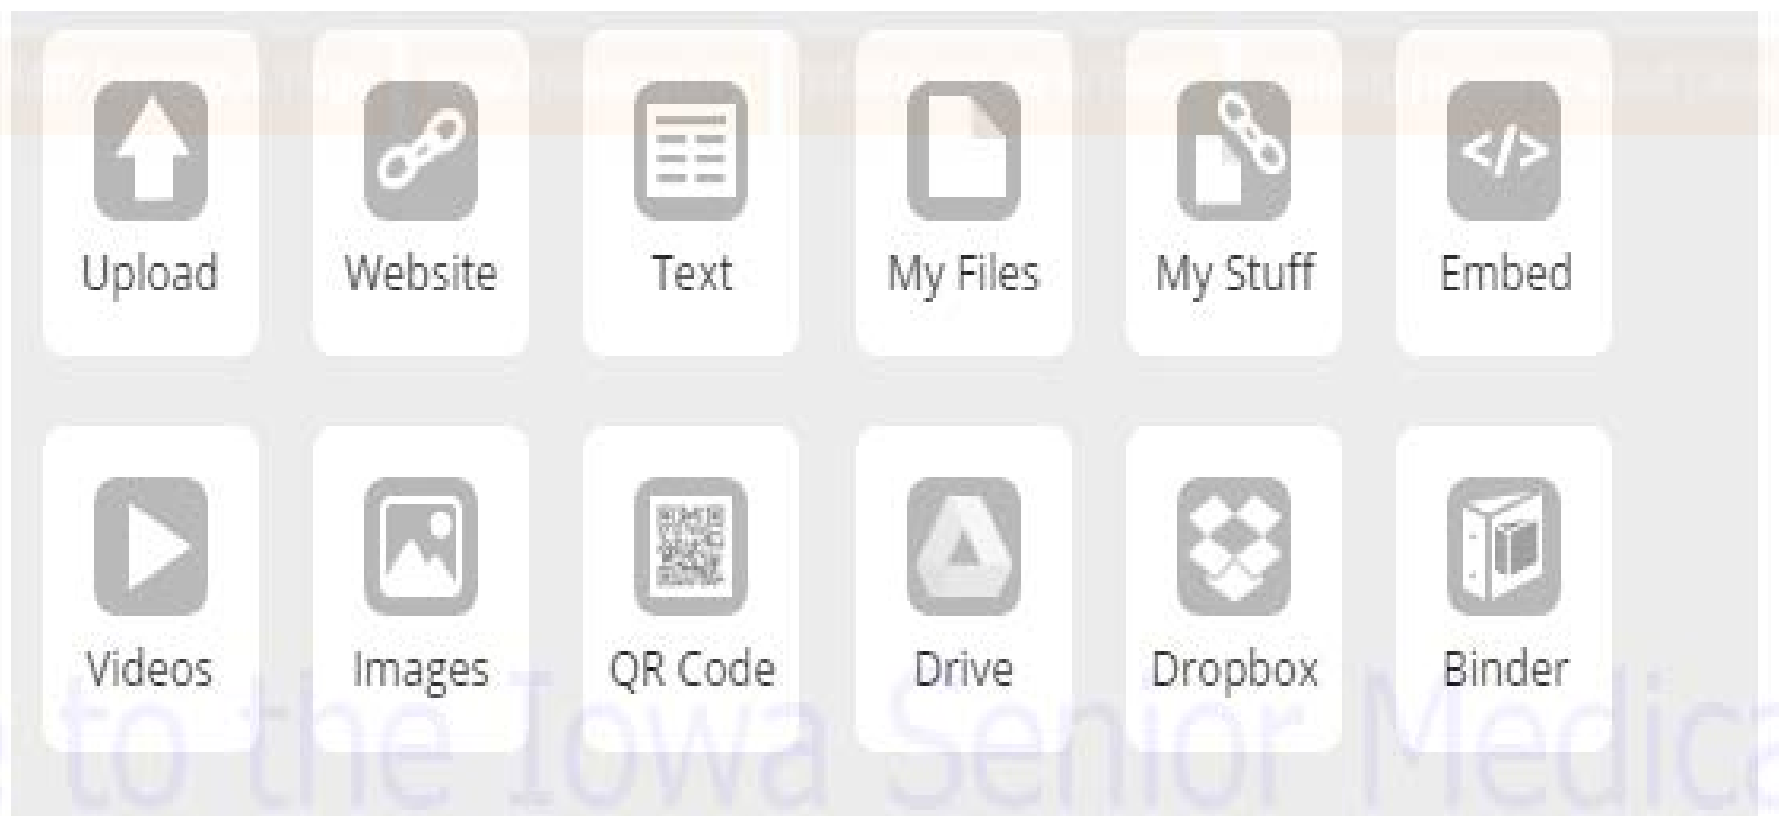 Upload Website Text My Files My Stuff Embed
Videos Images QR Code Drive Dropbox Binder
to the Iowa Senior